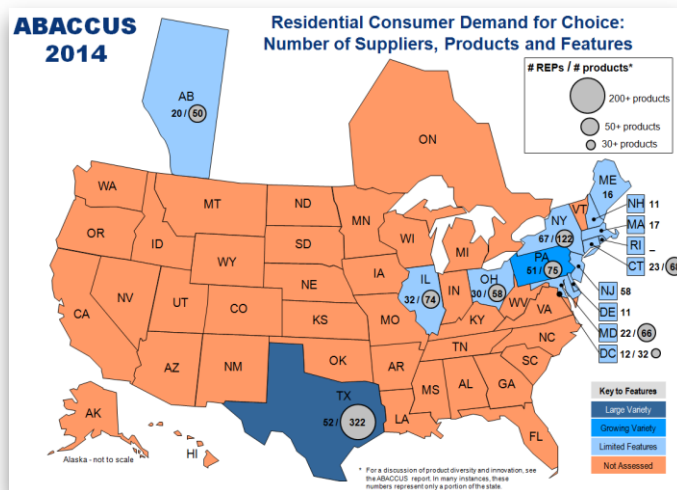 ABACCUS
2014
Residential Consumer Demand for Choice:
Number of Suppliers, Products and Features
# REPs / # products*
200+ products
50+ products
30+ products
AB
20 / 50
ON
WA
MT
ND
MN
OR
ID
SD
WI
MI
WY
NE
IA
NV
UT
CO
KS
MO
CA
AZ
NM
OK
AR
IL
32 / 74
IN
OH
30 / 58
KY
WV
VA
TN
NC
SC
MS
AL
GA
LA
FL
TX
52 / 322
AK
HI
PA
51 / 75
NY
67 / 122
VT
ME
16
NH 11
MA 17
RI –
CT 23 /
NJ 58
DE 11
MD 22 / 66
DC 12 / 32
Key to Features
Large Variety
Growing Variety
Limited Features
Not Assessed
Alaska - not to scale
* For a discussion of product diversity and innovation, see
the ABACCUS report. In many instances, these
numbers represent only a portion of the state.